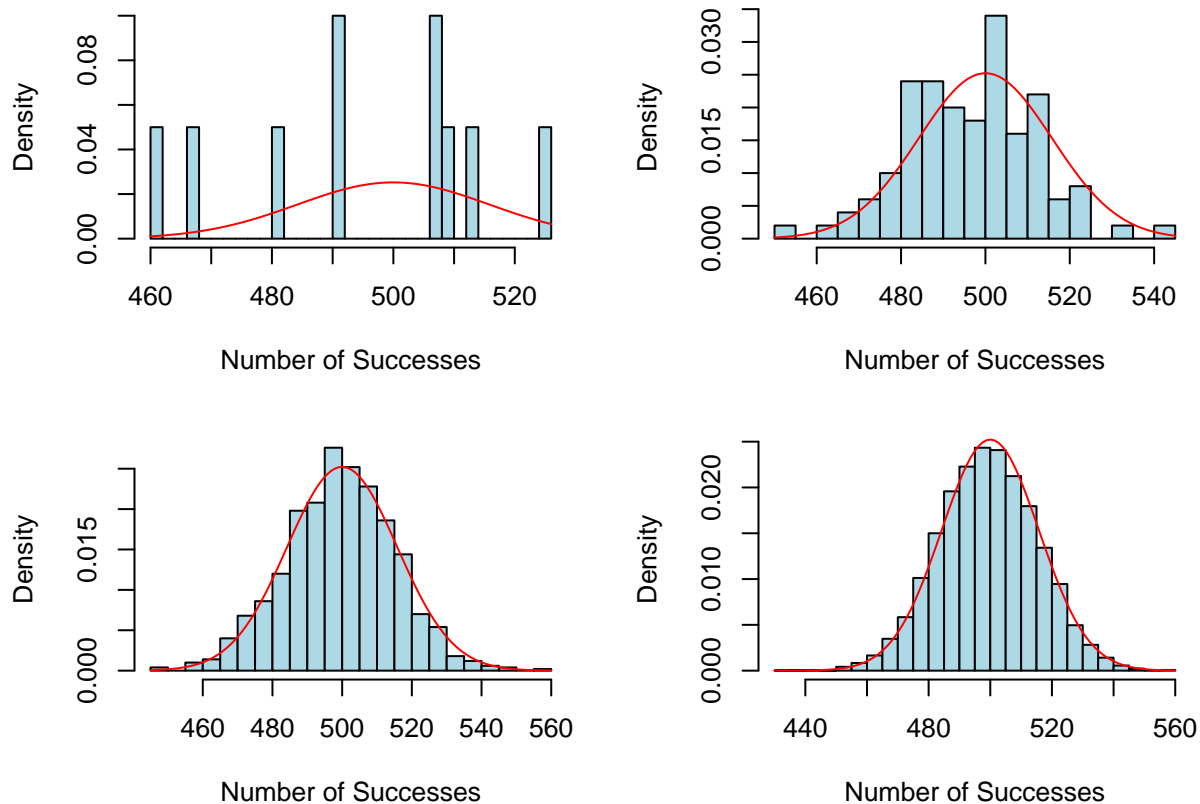 Density
0.00 0.04 0.08
460 480 500 520
Number of Successes
Density
0.000 0.015 0.030
460 480 500 520 540
Number of Successes
Density
0.000 0.015
460 480 500 520 540 560
Number of Successes
Density
0.000 0.010 0.020
440 480 520 560
Number of Successes